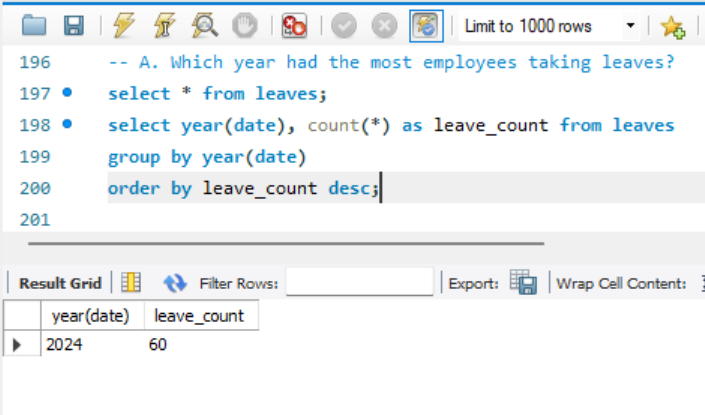 Limit to 1000 rows
196 -- A. Which year had the most employees taking leaves?
197 select * from leaves;
198 select year(date), count(*) as leave_count from leaves
199 group by year(date)
200 order by leave_count desc;
201
Result Grid Filter Rows: Export: Wrap Cell Content:
year(date) leave_count
2024 60